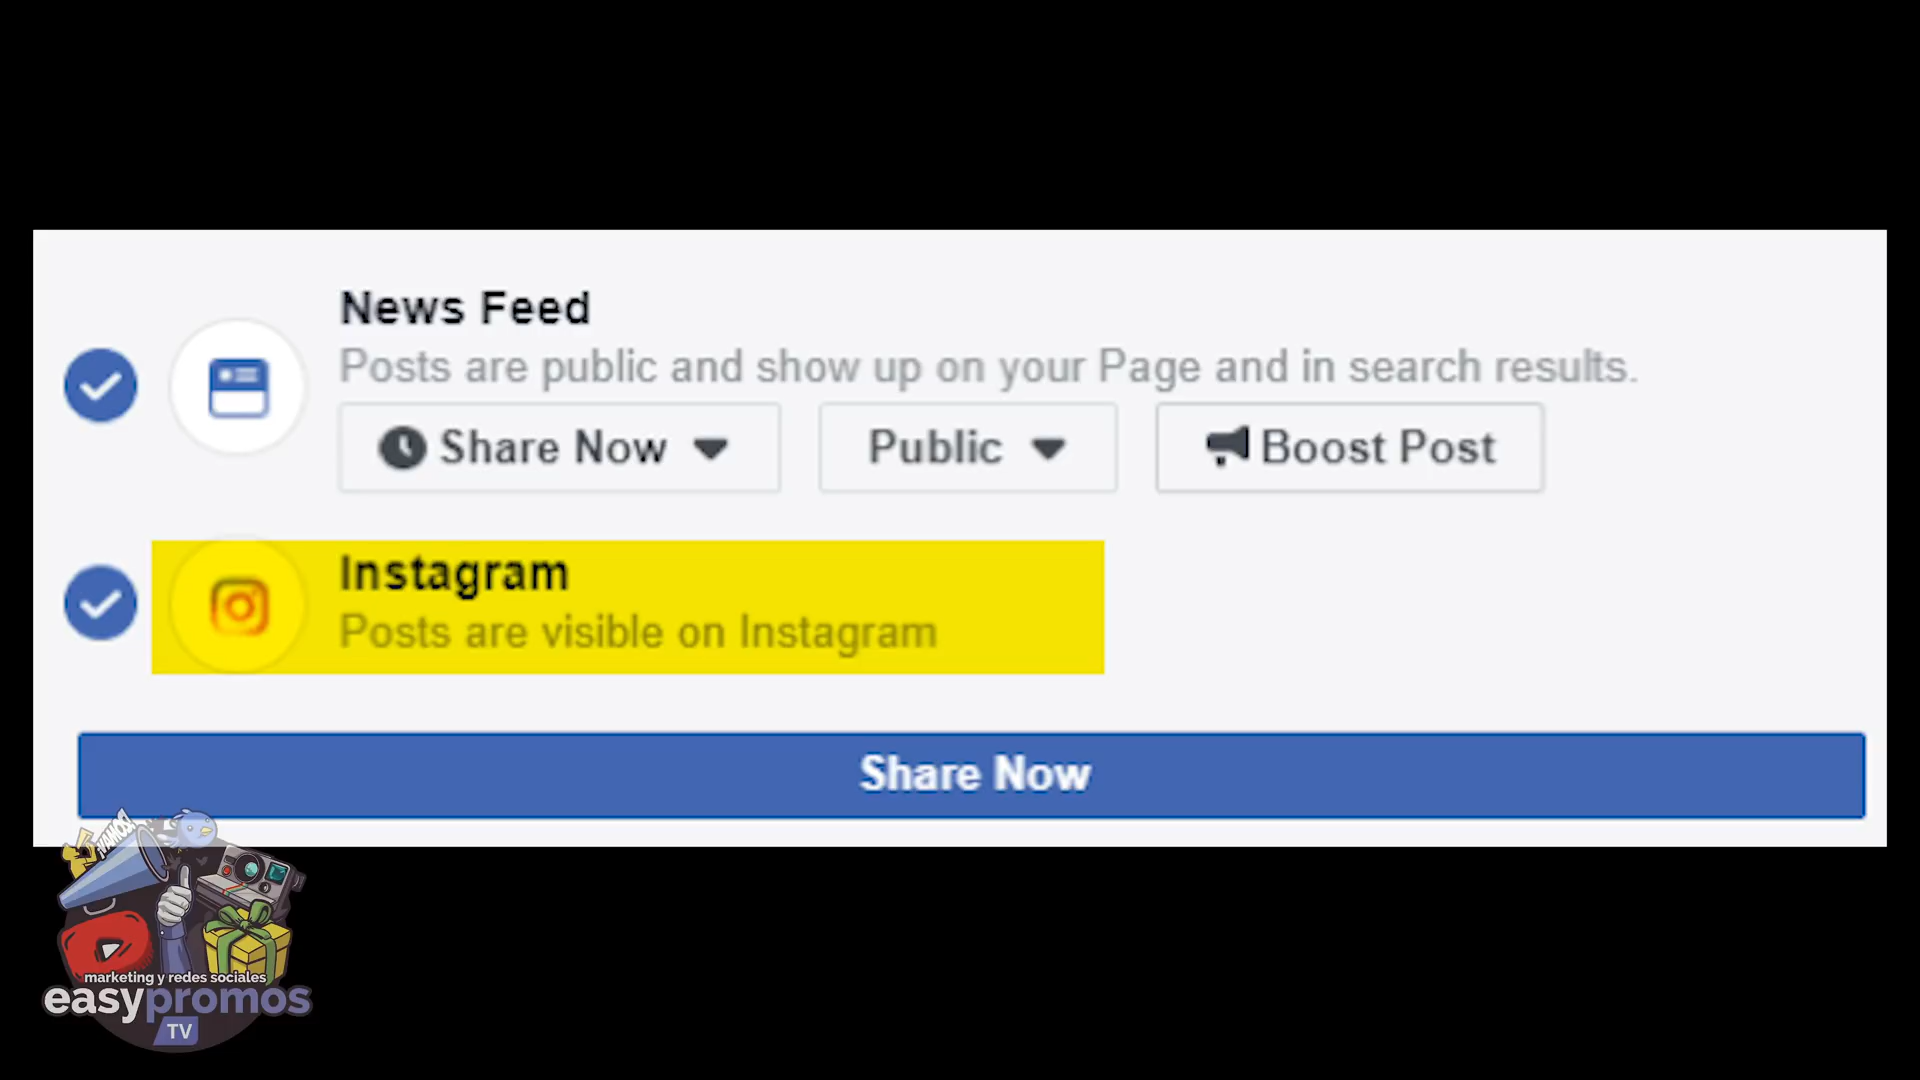 News Feed
Posts are public and show up on your Page and in search results.
Share Now
Public
Boost Post
Instagram
Posts are visible on Instagram
Share Now
¡VAMOS!
marketing y redes sociales
easypromos
TV